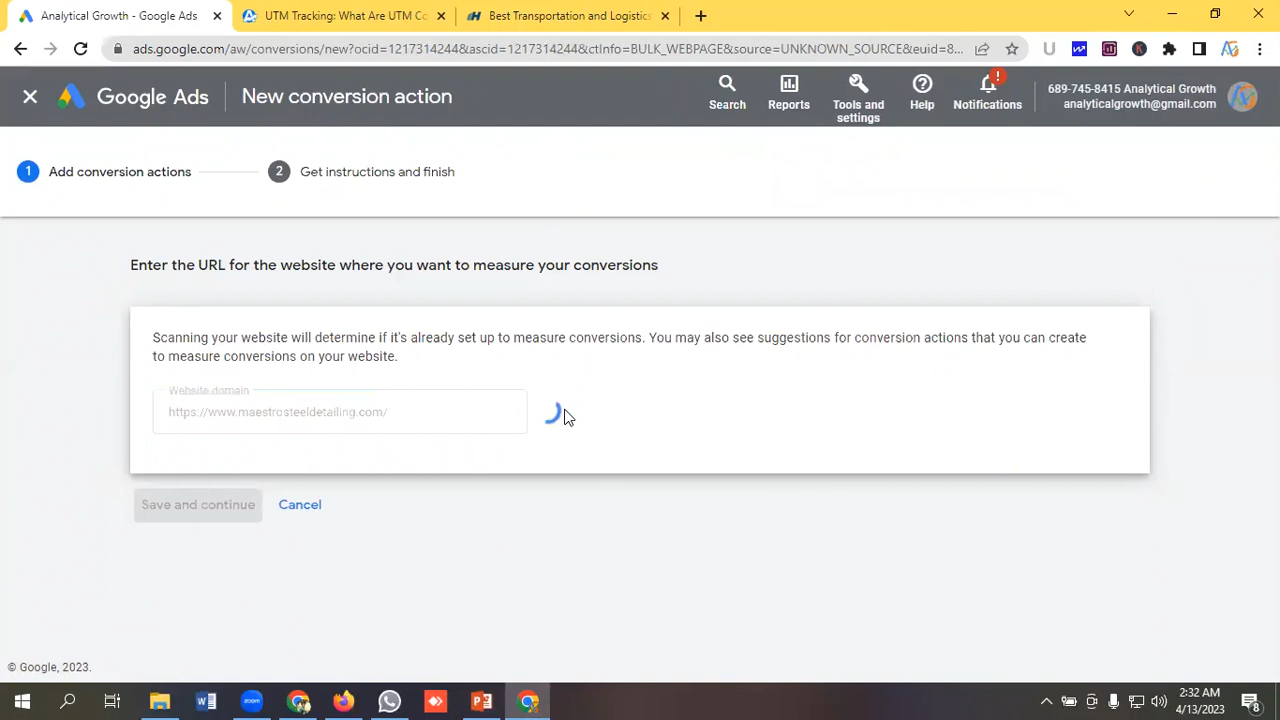 Analytical Growth - Google Ads
UTM Tracking: What Are UTM Co
Best Transportation and Logistics
ads.google.com/aw/conversions/new?ocid=1217314244&ascid=1217314244&ctInfo=BULK_WEBPAGE&source=UNKNOWN_SOURCE&euid=8...
Google Ads
New conversion action
Search
Reports
Tools and
settings
Help
Notifications
689-745-8415 Analytical Growth
analyticalgrowth@gmail.com
1 Add conversion actions
2 Get instructions and finish
Enter the URL for the website where you want to measure your conversions
Scanning your website will determine if it's already set up to measure conversions. You may also see suggestions for conversion actions that you can create
to measure conversions on your website.
Website domain
https://www.maestrosteeldetailing.com/
Save and continue
Cancel
© Google, 2023.
zoom
2:32 AM
4/13/2023
8